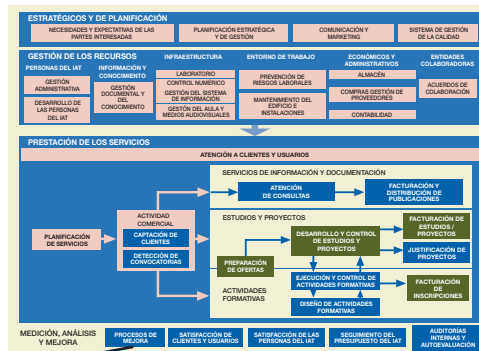 ESTRATÉGICOS Y DE PLANIFICACIÓN
NECESIDADES Y EXPECTATIVAS DE LAS
PARTES INTERESADAS
PLANIFICACIÓN ESTRATÉGICA
Y DE GESTIÓN
COMUNICACIÓN Y
MARKETING
SISTEMA DE GESTIÓN
DE LA CALIDAD
GESTIÓN DE LOS RECURSOS
PERSONAS DEL IAT
GESTIÓN
ADMINISTRATIVA
DESARROLLO DE
LAS PERSONAS
DEL IAT
INFORMACIÓN Y
CONOCIMIENTO
GESTIÓN
DOCUMENTAL Y
DEL
CONOCIMIENTO
INFRAESTRUCTURA
LABORATORIO
CONTROL NUMÉRICO
GESTIÓN DEL SISTEMA
DE INFORMACIÓN
GESTIÓN DEL AULA Y
MEDIOS AUDIOVISUALES
ENTORNO DE TRABAJO
PREVENCIÓN DE
RIESGOS LABORALES
MANTENIMIENTO DEL
EDIFICIO E
INSTALACIONES
ECONÓMICOS Y
ADMINISTRATIVOS
ALMACÉN
COMPRAS GESTIÓN DE
PROVEEDORES
CONTABILIDAD
ENTIDADES
COLABORADORAS
ACUERDOS DE
COLABORACIÓN
PRESTACIÓN DE LOS SERVICIOS
ATENCIÓN A CLIENTES Y USUARIOS
PLANIFICACIÓN
DE SERVICIOS
ACTIVIDAD
COMERCIAL
CAPTACIÓN DE
CLIENTES
DETECCIÓN DE
CONVOCATORIAS
SERVICIOS DE INFORMACIÓN Y DOCUMENTACIÓN
ATENCIÓN
DE CONSULTAS
FACTURACIÓN Y
DISTRIBUCIÓN DE
PUBLICACIONES
ESTUDIOS Y PROYECTOS
DESARROLLO Y CONTROL
DE ESTUDIOS Y
PROYECTOS
FACTURACIÓN DE
ESTUDIOS /
PROYECTOS
JUSTIFICACIÓN DE
PROYECTOS
PREPARACIÓN
DE OFERTAS
ACTIVIDADES
FORMATIVAS
EJECUCIÓN Y CONTROL DE
ACTIVIDADES FORMATIVAS
DISEÑO DE ACTIVIDADES
FORMATIVAS
FACTURACIÓN
DE
INSCRIPCIONES
MEDICIÓN, ANÁLISIS
Y MEJORA
PROCESOS DE
MEJORA
SATISFACCIÓN DE
CLIENTES Y USUARIOS
SATISFACCIÓN DE LAS
PERSONAS DEL IAT
SEGUIMIENTO DEL
PRESUPUESTO DEL IAT
AUDITORÍAS
INTERNAS Y
AUTOEVALUACIÓN